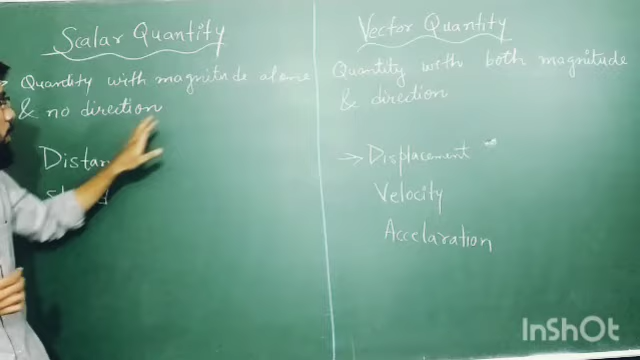 Scalar Quantity
Quantity with magnitude alone
& no direction
Vector Quantity
Quantity with both magnitude
& direction
→ Displacement
Velocity
Accelaration
InShOt